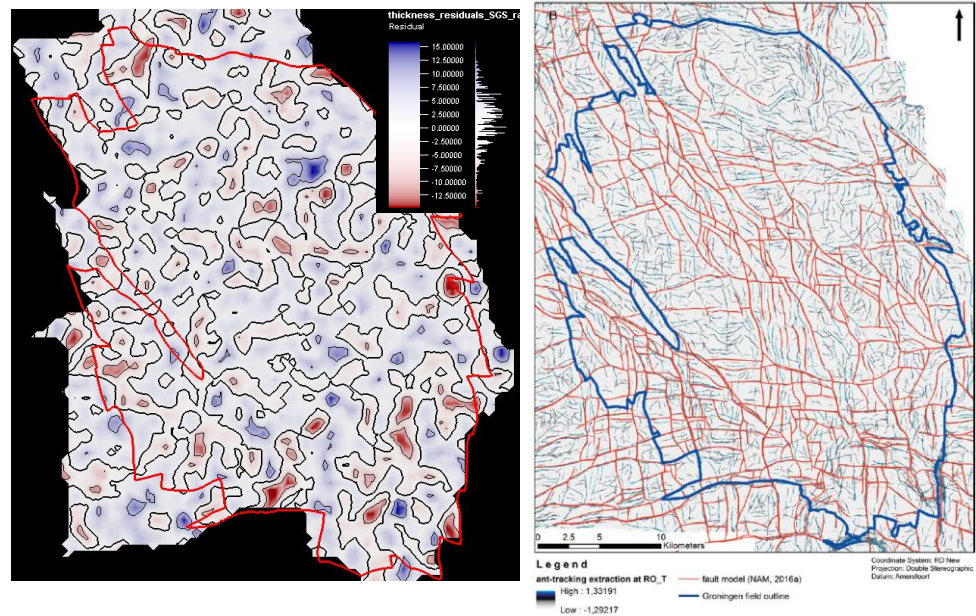 thickness_residuals_SGS_ra
Residual
15.00000
12.50000
10.00000
7.50000
5.00000
2.50000
0.00000
-2.50000
-5.00000
-7.50000
-10.00000
-12.50000
B
0 2.5 5 10
Kilometers
Legend
ant-tracking extraction at RO_T
High : 1,33191
Low : -1,29217
fault model (NAM, 2016a)
Groningen field outline
Coordinate System: RD New
Projection: Double Stereographic
Datum: Amersfoort